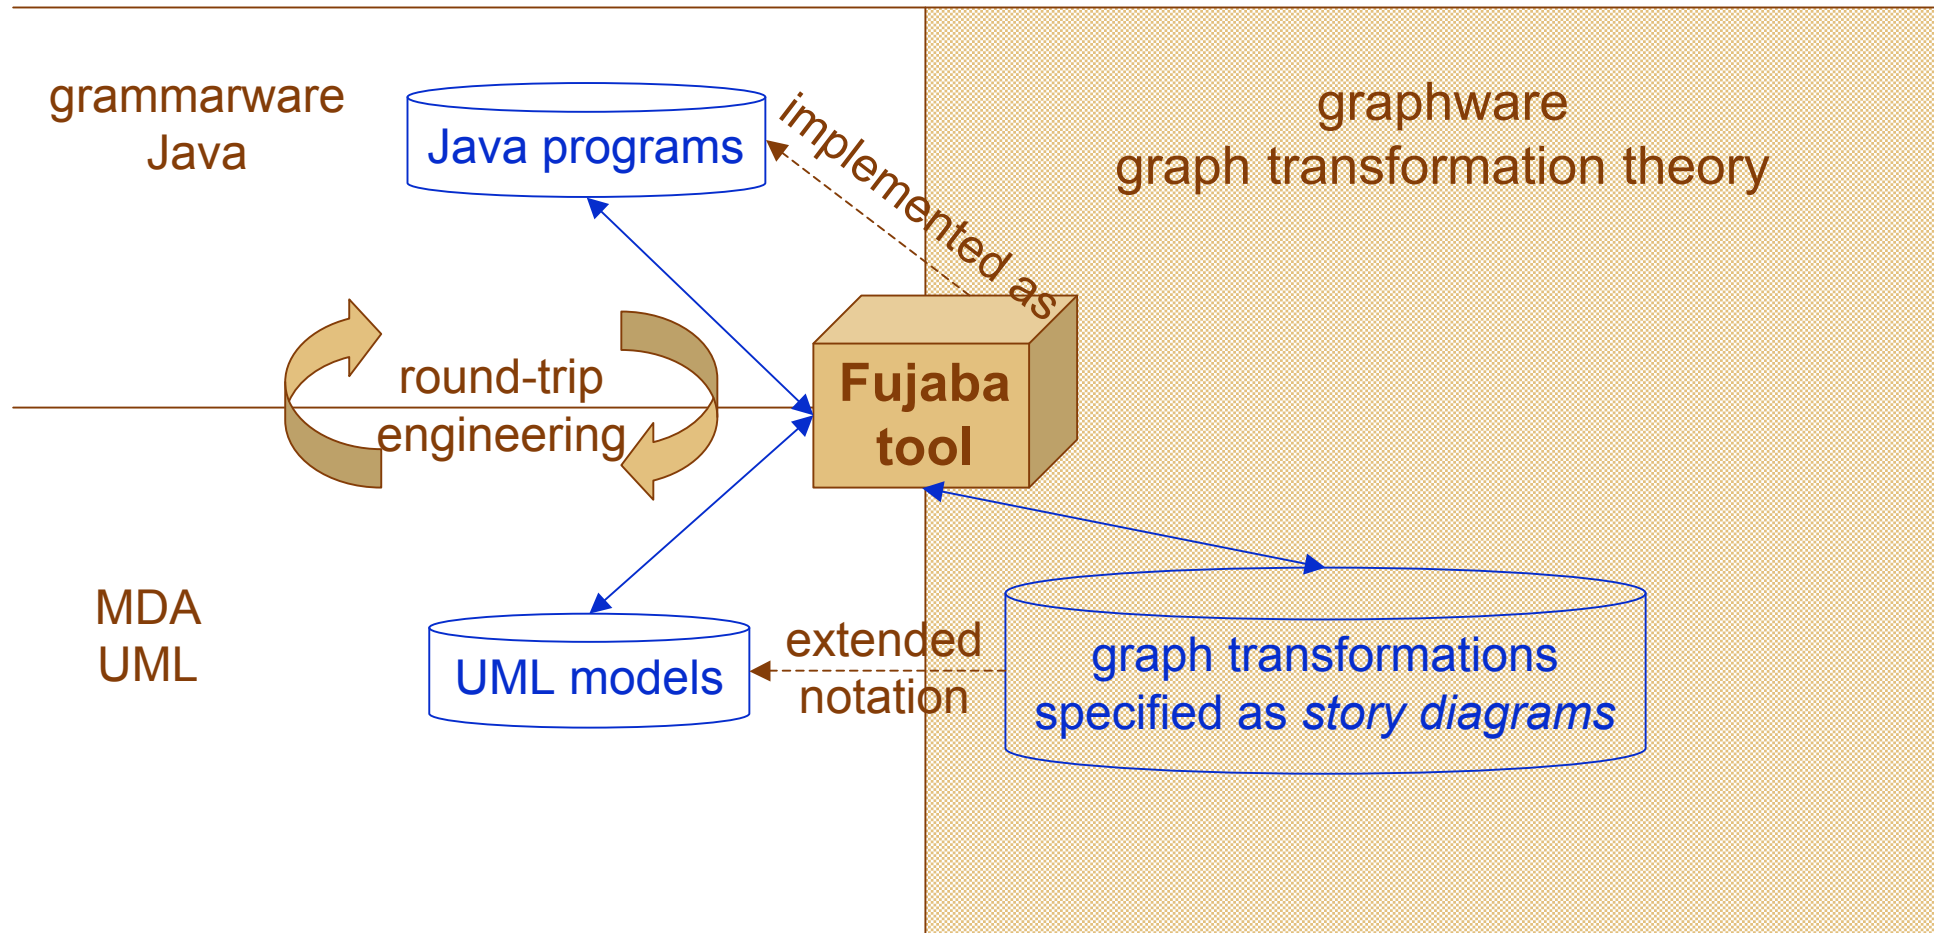 grammarware
Java
Java programs
implemented as
graphware
graph transformation theory
round-trip
engineering
Fujaba
tool
MDA
UML
UML models
extended
notation
graph transformations
specified as story diagrams